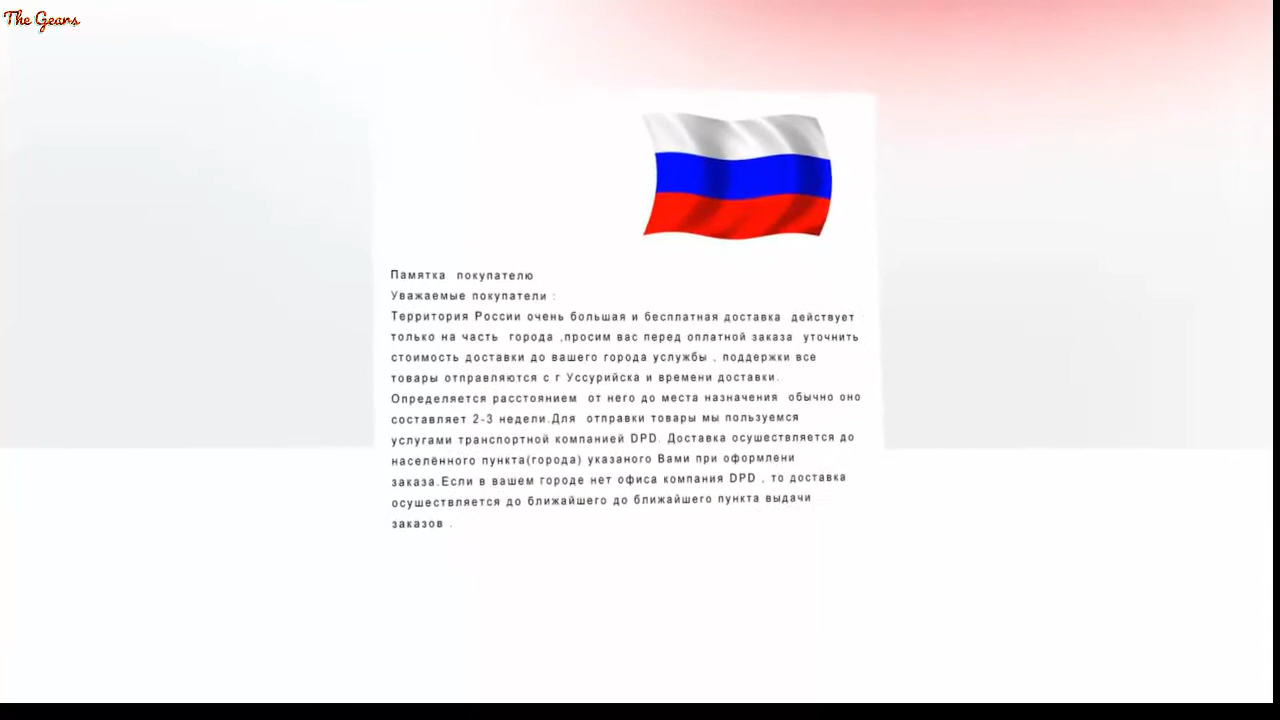 The Gears
Памятка покупателю
Уважаемые покупатели :
Территория России очень большая и бесплатная доставка действует
только на часть города ,просим вас перед оплатной заказа уточнить
стоимость доставки до вашего города услужбы , поддержки все
товары отправляются с г Уссурийска и времени доставки.
Определяется расстоянием от него до места назначения обычно оно
составляет 2-3 недели.Для отправки товары мы пользуемся
услугами транспортной компанией DPD. Доставка осушествляется до
населённого пункта(города) указаного Вами при оформлени
заказа.Если в вашем городе нет офиса компания DPD , то доставка
осушествляется до ближайшего до ближайшего пункта выдачи
заказов .